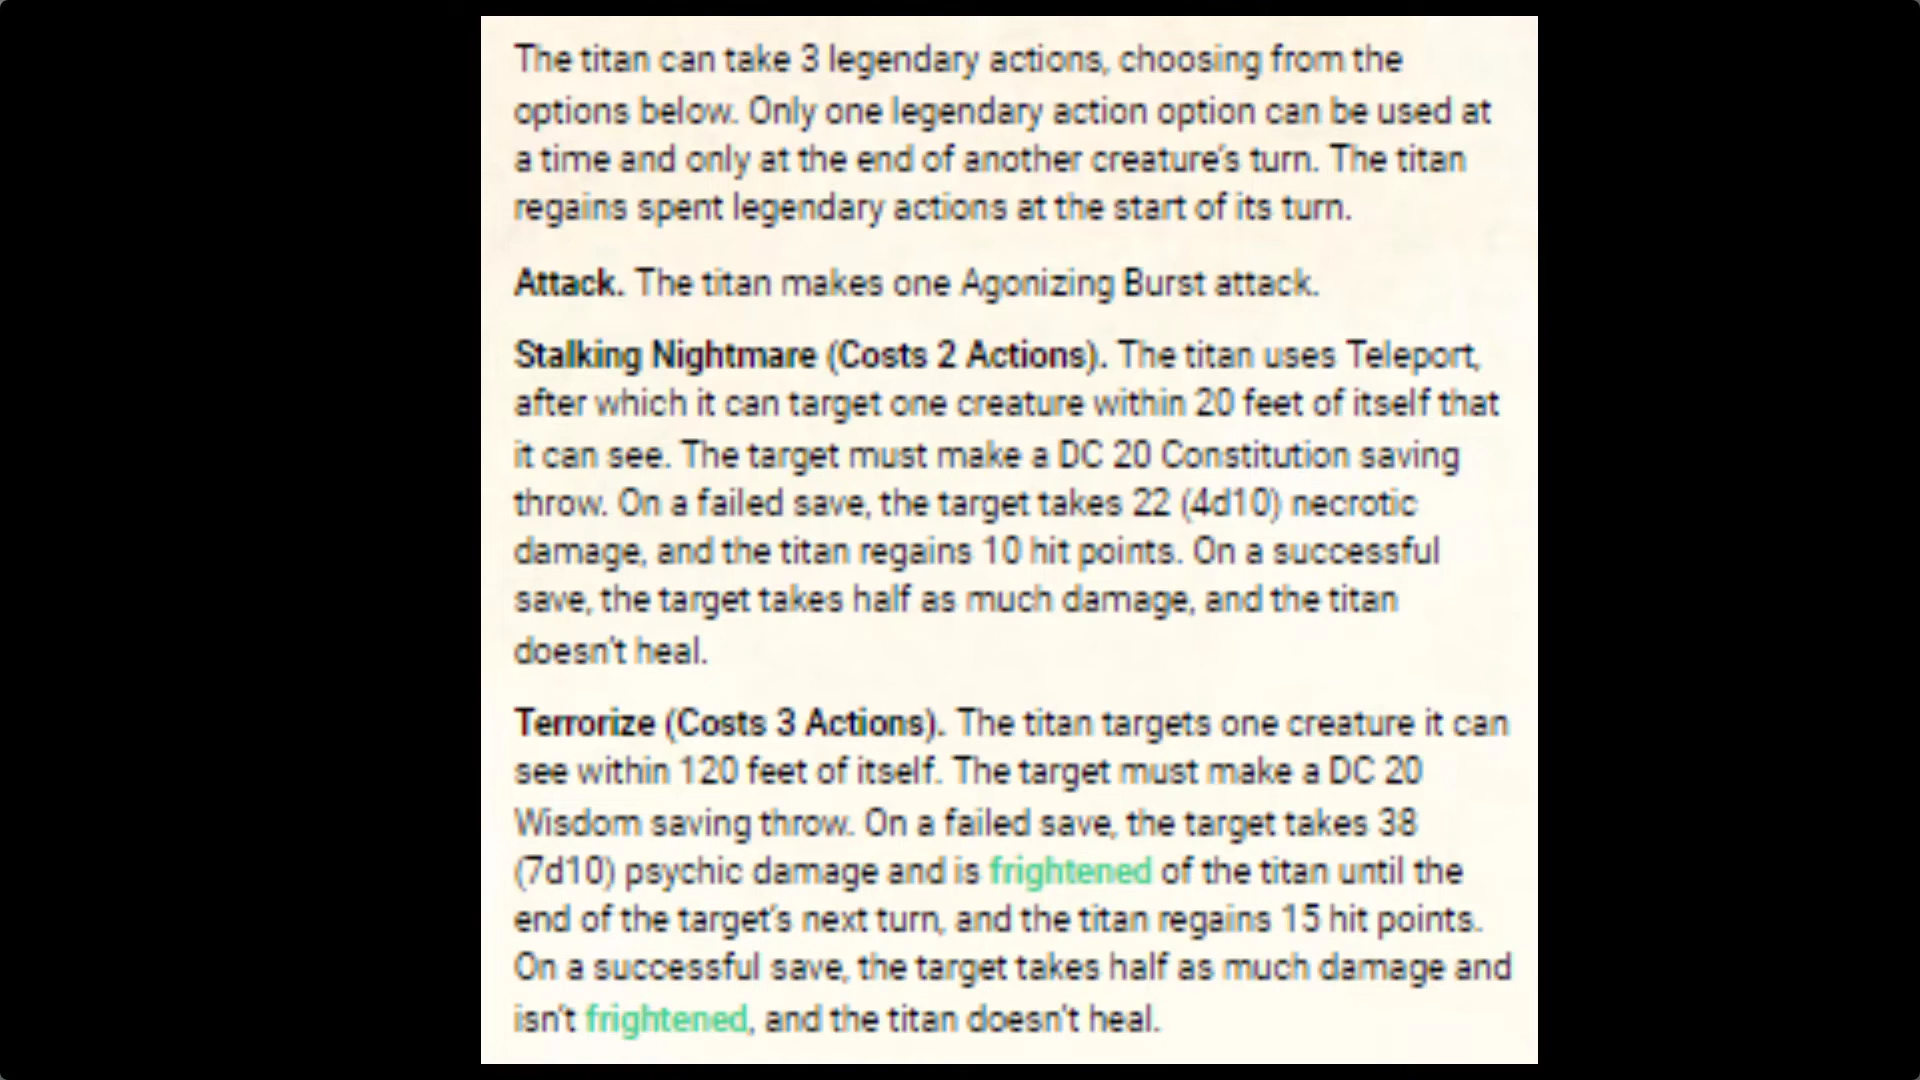 The titan can take 3 legendary actions, choosing from the
options below. Only one legendary action option can be used at
a time and only at the end of another creature's turn. The titan
regains spent legendary actions at the start of its turn.
Attack. The titan makes one Agonizing Burst attack.
Stalking Nightmare (Costs 2 Actions). The titan uses Teleport,
after which it can target one creature within 20 feet of itself that
it can see. The target must make a DC 20 Constitution saving
throw. On a failed save, the target takes 22 (4d10) necrotic
damage, and the titan regains 10 hit points. On a successful
save, the target takes half as much damage, and the titan
doesn't heal.
Terrorize (Costs 3 Actions). The titan targets one creature it can
see within 120 feet of itself. The target must make a DC 20
Wisdom saving throw. On a failed save, the target takes 38
(7d10) psychic damage and is frightened of the titan until the
end of the target's next turn, and the titan regains 15 hit points.
On a successful save, the target takes half as much damage and
isn't frightened, and the titan doesn't heal.